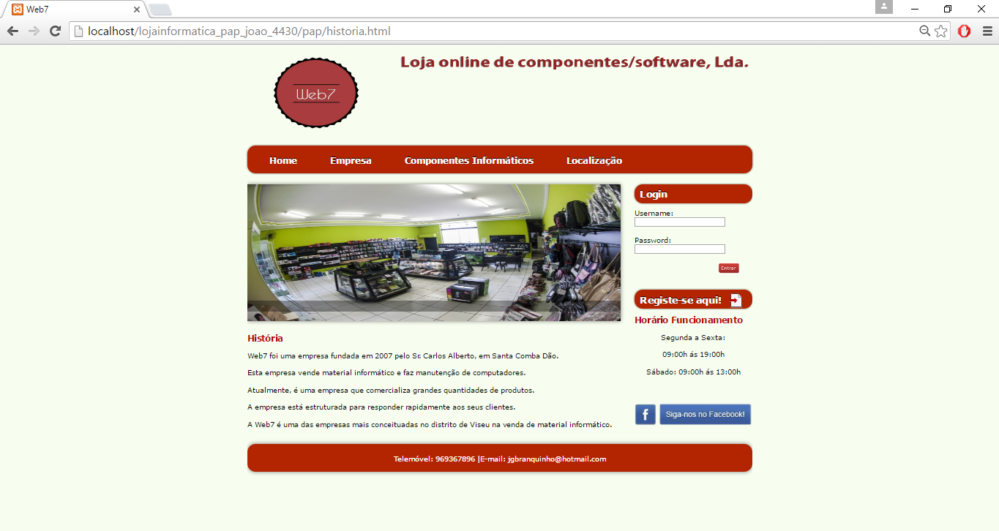 Web7
localhost/lojainformatica_pap_joao_4430/pap/historia.html
Web7
Loja online de componentes/software, Lda.
Home Empresa Componentes Informáticos Localização
Login
Username:
Password:
Entrar
Registe-se aqui!
Horário Funcionamento
Segunda a Sexta:
09:00h ás 19:00h
Sábado: 09:00h ás 13:00h
f Siga-nos no Facebook!
História
Web7 foi uma empresa fundada em 2007 pelo Sr. Carlos Alberto, em Santa Comba Dão.
Esta empresa vende material informático e faz manutenção de computadores.
Atualmente, é uma empresa que comercializa grandes quantidades de produtos.
A empresa está estruturada para responder rapidamente aos seus clientes.
A Web7 é uma das empresas mais conceituadas no distrito de Viseu na venda de material informático.
Telemóvel: 969367896 |E-mail: jgbranquinho@hotmail.com